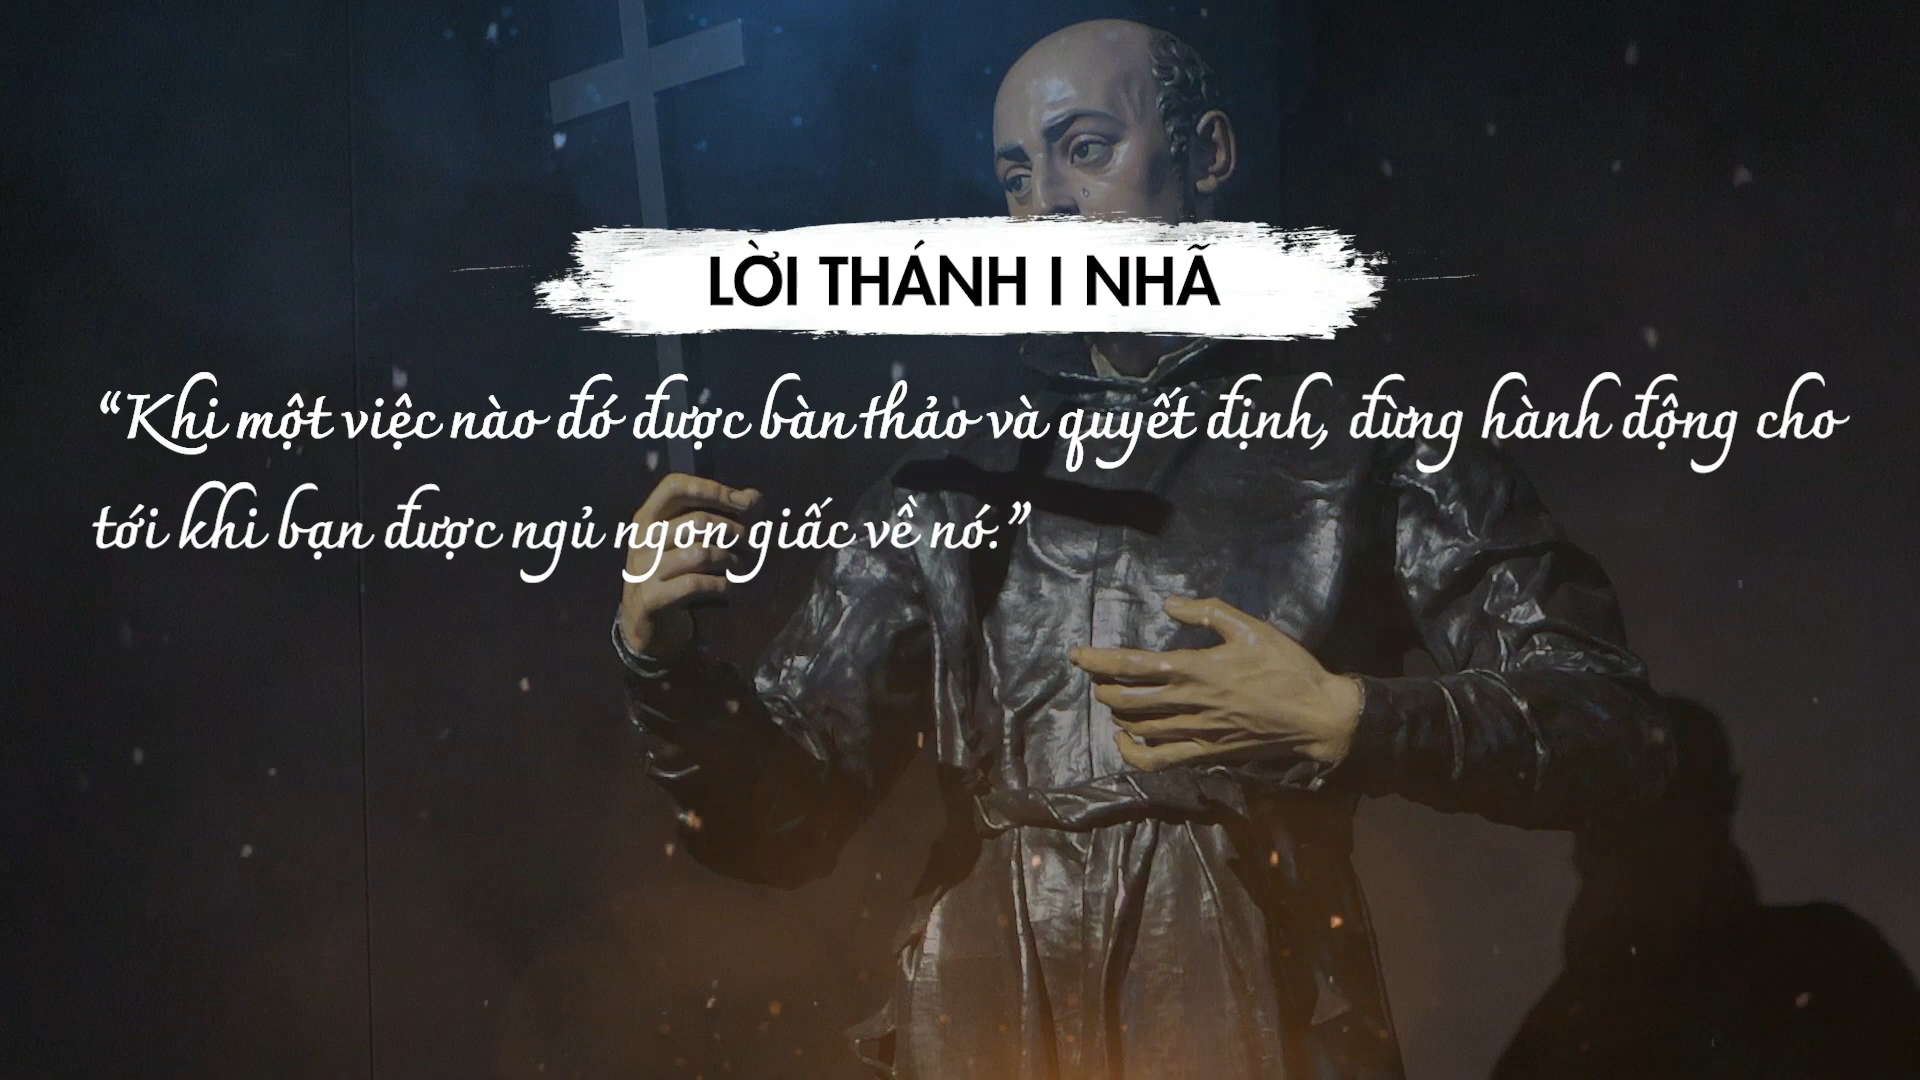 LỜI THÁNH I NHÃ
“Khi một việc nào đó được bàn thảo và quyết định, đừng hành động cho
tới khi bạn được ngủ ngon giấc về nó.”